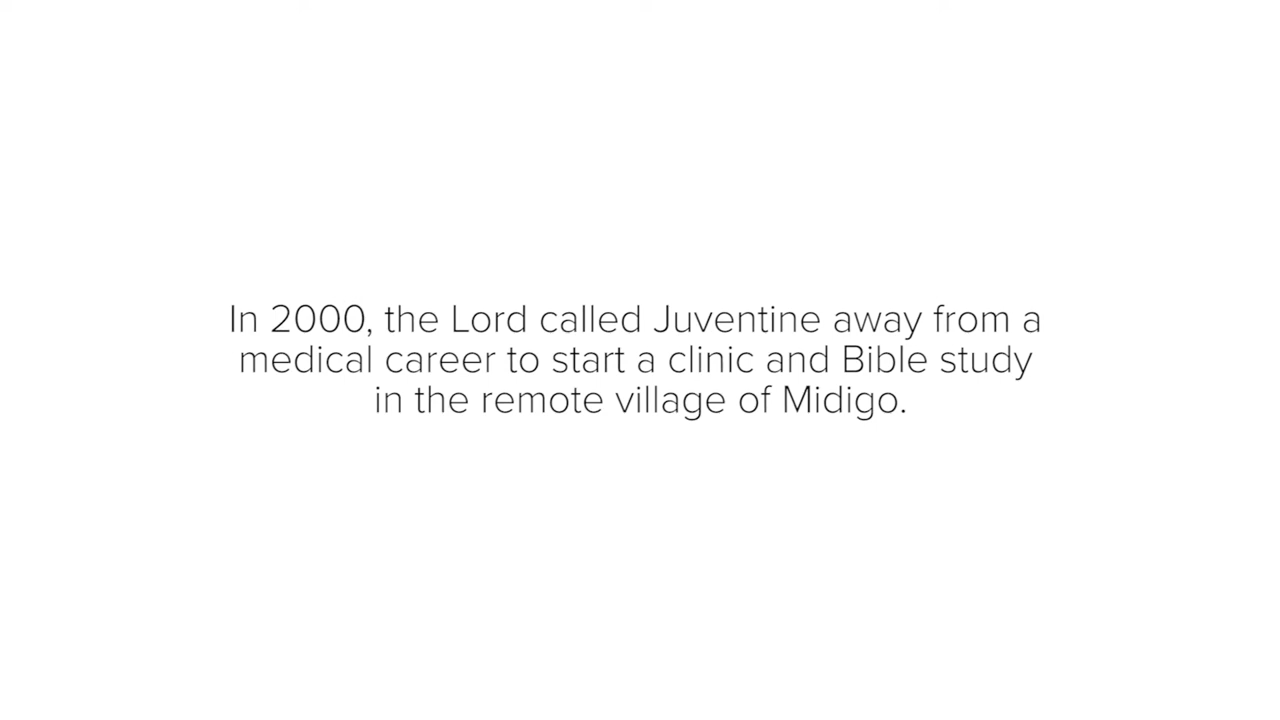 In 2000, the Lord called Juventine away from a
medical career to start a clinic and Bible study
in the remote village of Midigo.